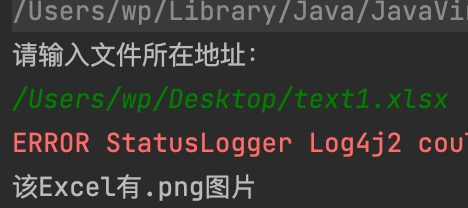 /Users/wp/Library/Java/JavaVir
请输入文件所在地址：
/Users/wp/Desktop/text1.xlsx
ERROR StatusLogger Log4j2 cou
该Excel有.png图片